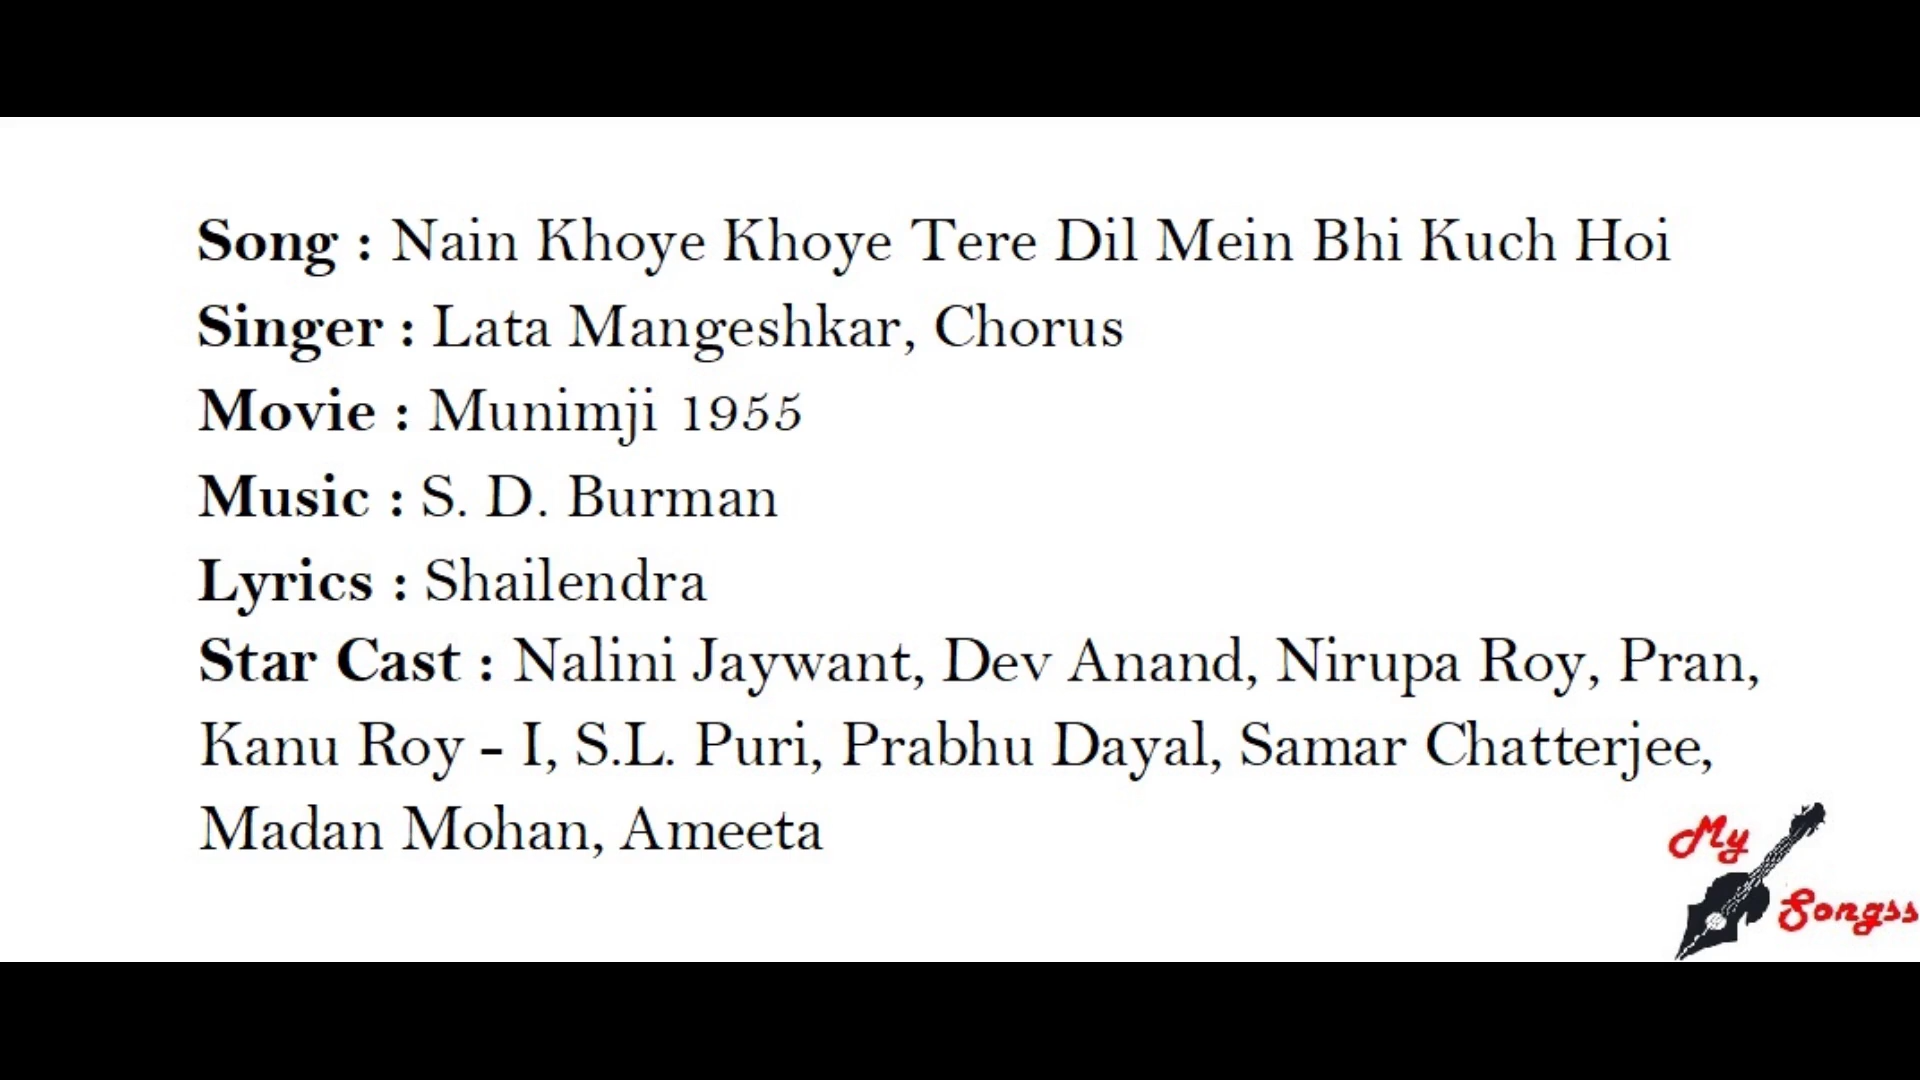 Song : Nain Khoye Khoye Tere Dil Mein Bhi Kuch Hoi
Singer : Lata Mangeshkar, Chorus
Movie : Munimji 1955
Music : S. D. Burman
Lyrics : Shailendra
Star Cast : Nalini Jaywant, Dev Anand, Nirupa Roy, Pran,
Kanu Roy - I, S.L. Puri, Prabhu Dayal, Samar Chatterjee,
Madan Mohan, Ameeta
My
Songss